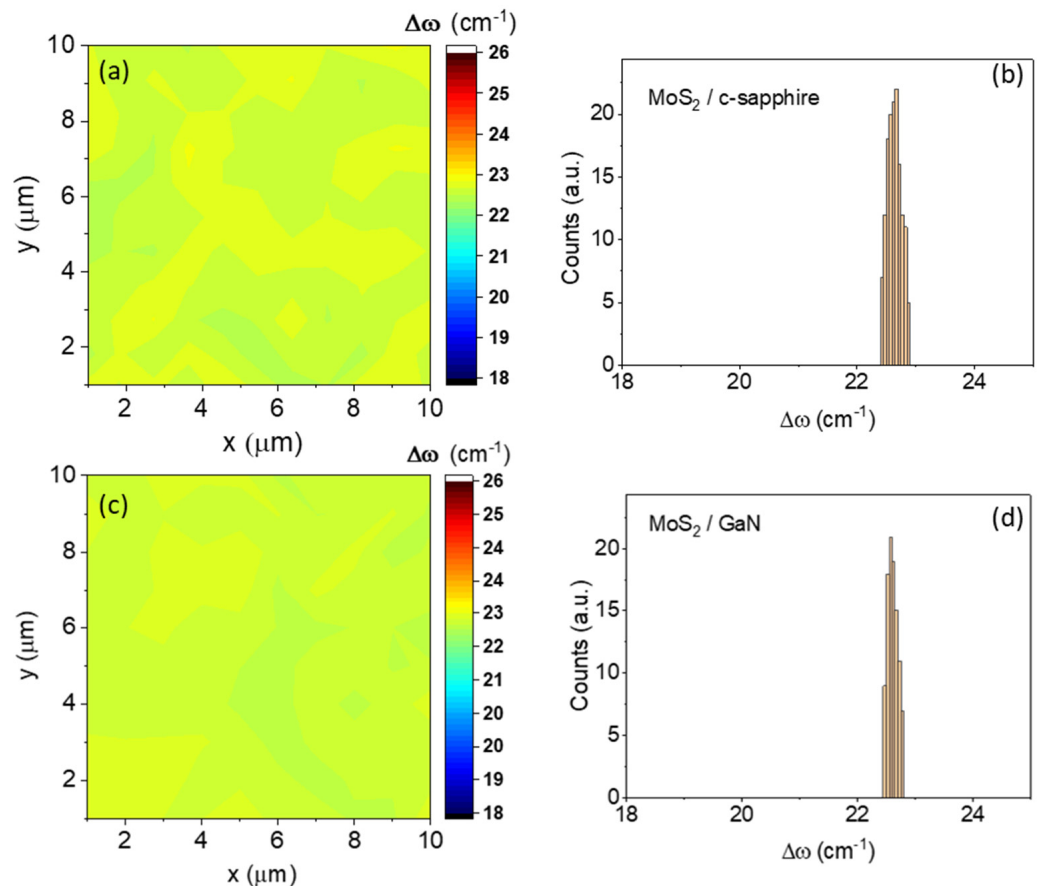 Δω (cm⁻¹)
(a)
10
8
6
4
2
y (μm)
2 4 6 8 10
x (μm)
26
25
24
23
22
21
20
19
18
(b)
MoS₂ / c-sapphire
20
15
10
5
0
Counts (a.u.)
18 20 22 24
Δω (cm⁻¹)
Δω (cm⁻¹)
(c)
10
8
6
4
2
y (μm)
2 4 6 8 10
x (μm)
26
26
25
24
23
22
22
21
20
20
19
18
(d)
MoS₂ / GaN
20
15
10
5
0
Counts (a.u.)
18 20 22 24
Δω (cm⁻¹)